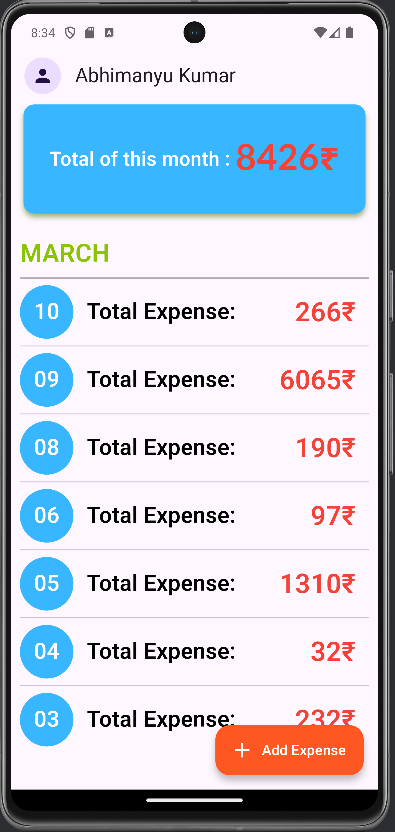 8:34
Abhimanyu Kumar
Total of this month : 8426₹
MARCH
10 Total Expense: 266₹
09 Total Expense: 6065₹
08 Total Expense: 190₹
06 Total Expense: 97₹
05 Total Expense: 1310₹
04 Total Expense: 32₹
03 Total Expense: 232₹
+ Add Expense